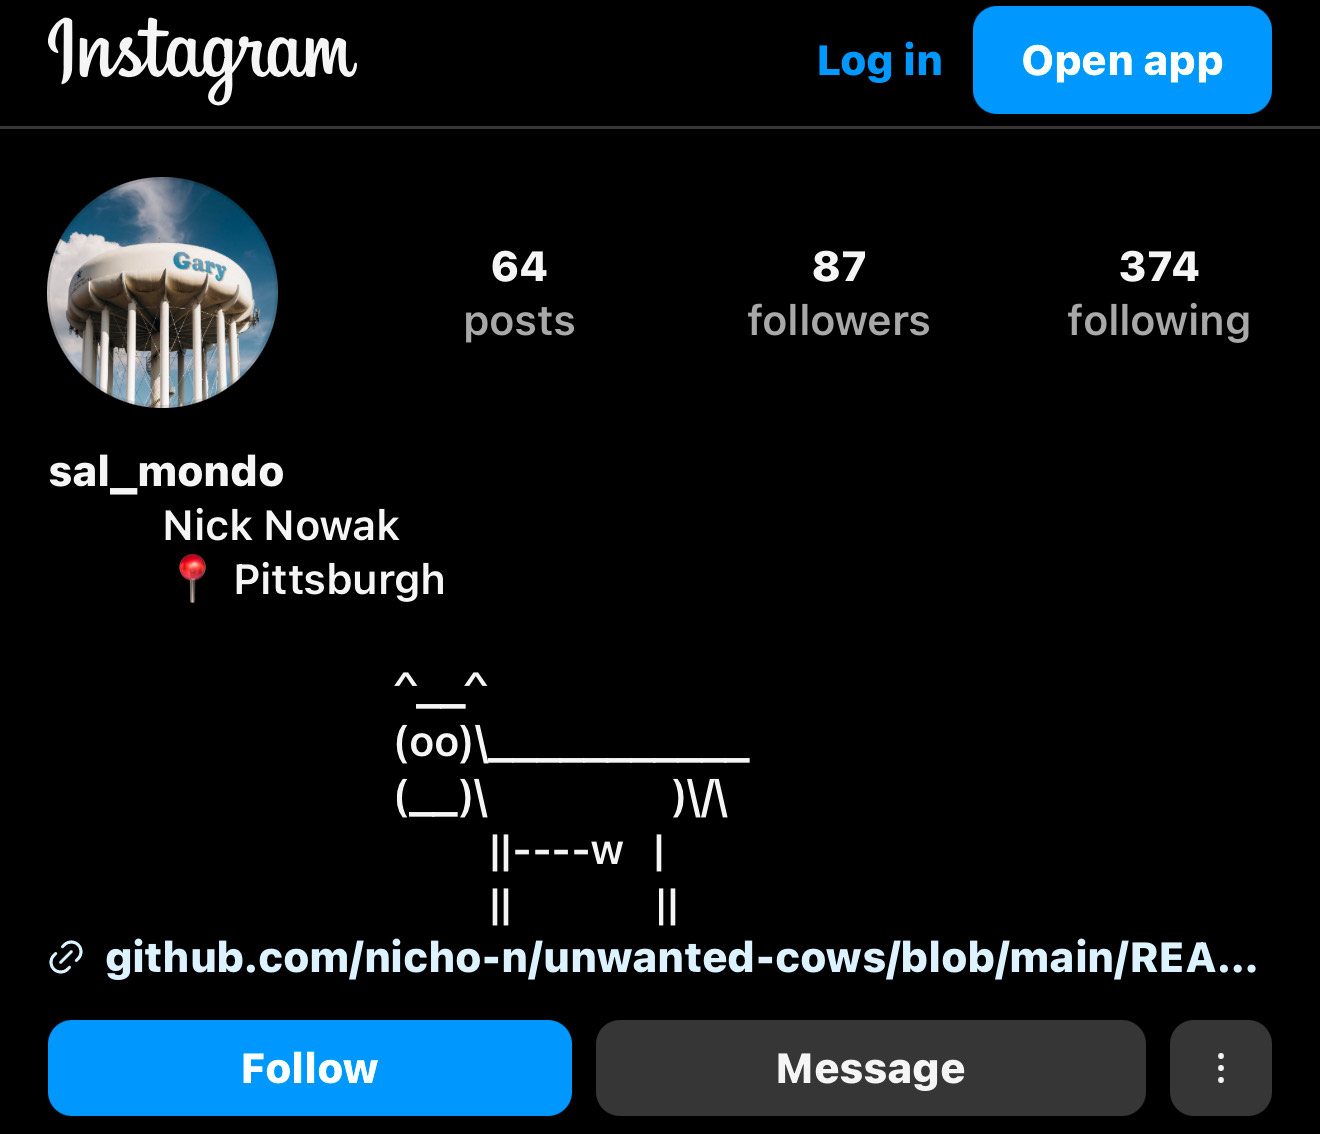 Instagram
Log in
Open app
Gary
64
posts
87
followers
374
following
sal_mondo
Nick Nowak
📍 Pittsburgh
^__^
(oo)\___________
(__)\                )\/\
||----w   |
||                ||
github.com/nicho-n/unwanted-cows/blob/main/REA...
Follow
Message